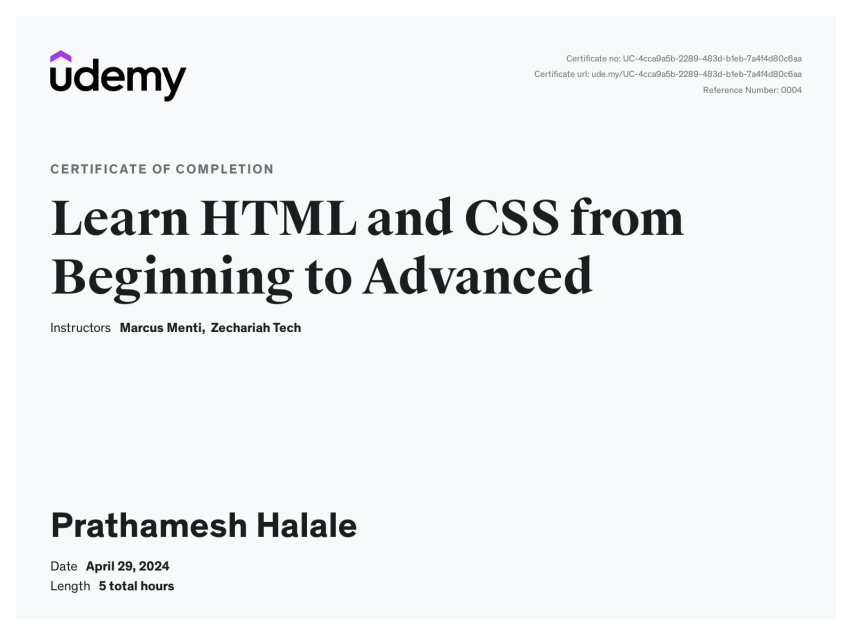 udemy
Certificate no: UC-4cca9a5b-2289-483d-b1eb-7a4f4d80c6aa
Certificate url: ude.my/UC-4cca9a5b-2289-483d-b1eb-7a4f4d80c6aa
Reference Number: 0004
CERTIFICATE OF COMPLETION
Learn HTML and CSS from
Beginning to Advanced
Instructors Marcus Menti, Zechariah Tech
Prathamesh Halale
Date April 29, 2024
Length 5 total hours